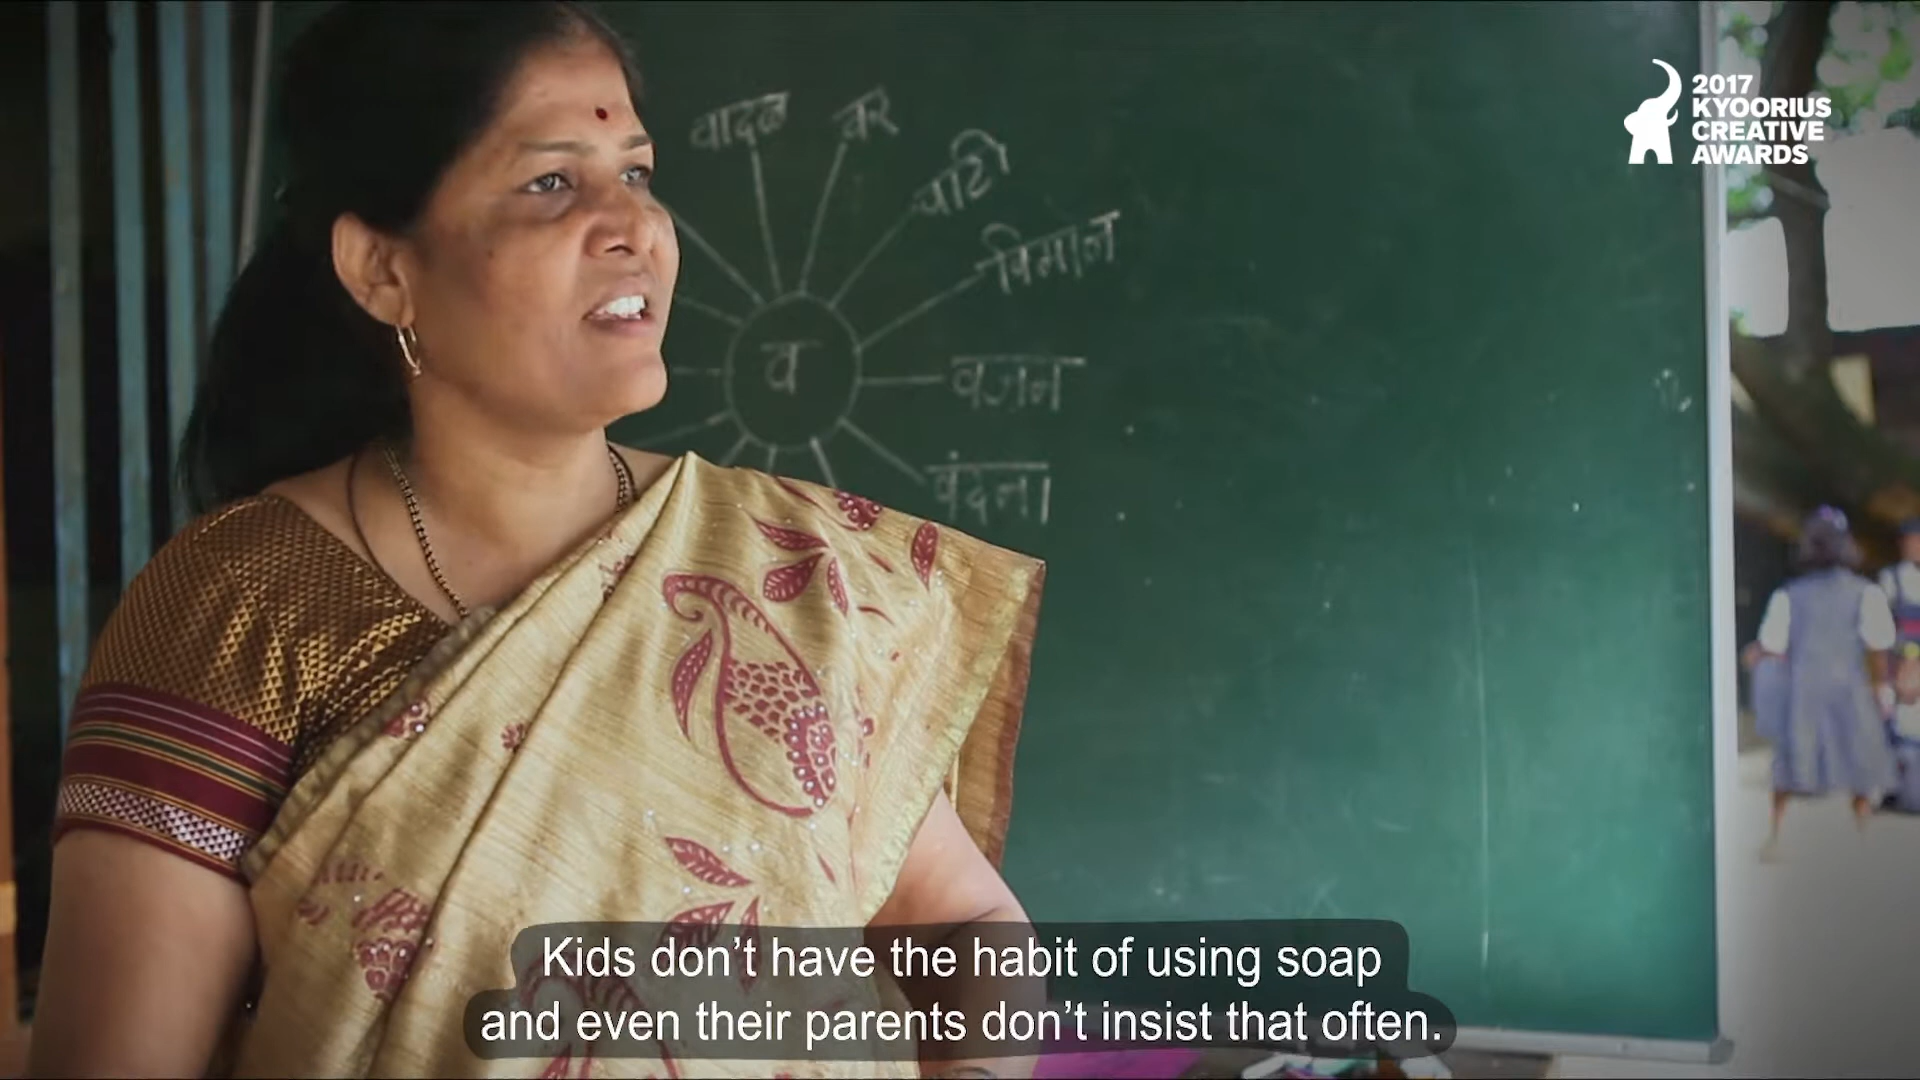 2017
KYOORIUS
CREATIVE
AWARDS
वादळ
वर
पाटी
विमान
व
वजन
वंदना
Kids don’t have the habit of using soap
and even their parents don’t insist that often.